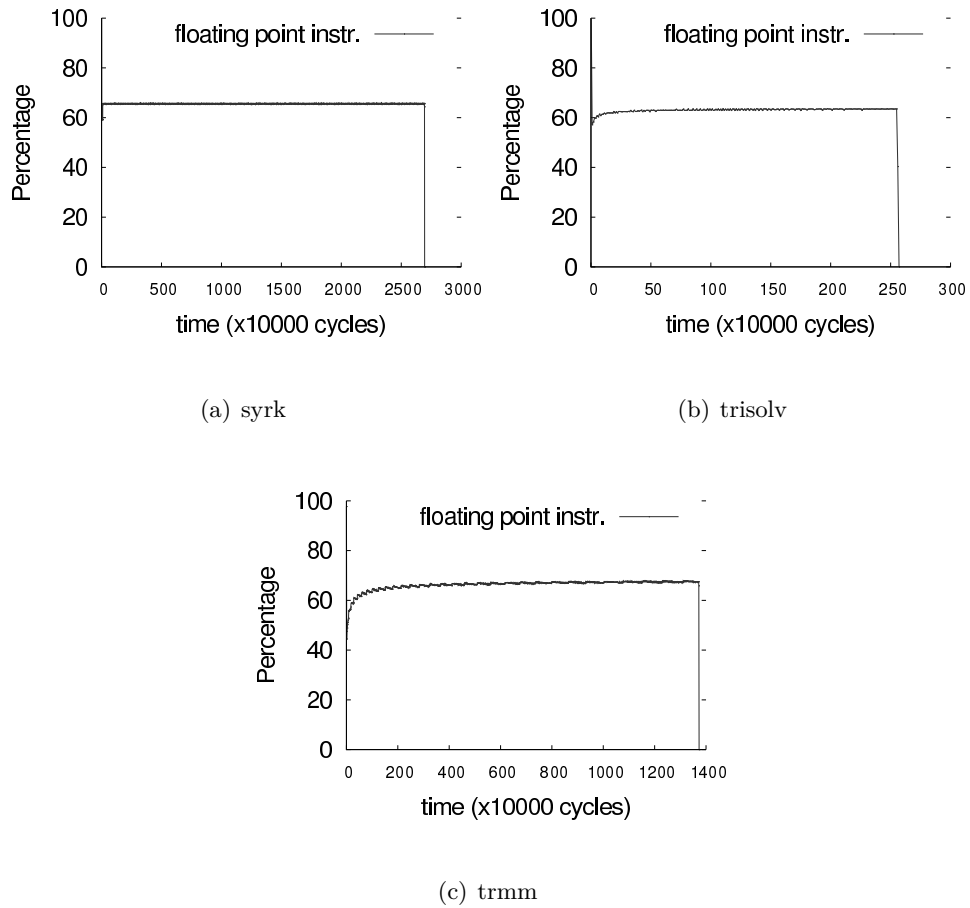 100
floating point instr.
80
60
40
20
0
Percentage
0 500 1000 1500 2000 2500 3000
time (x10000 cycles)
(a) syrk
100
floating point instr.
80
60
40
20
0
Percentage
0 50 100 150 200 250 300
time (x10000 cycles)
(b) trisolv
100
floating point instr.
80
60
40
20
0
Percentage
0 200 400 600 800 1000 1200 1400
time (x10000 cycles)
(c) trmm